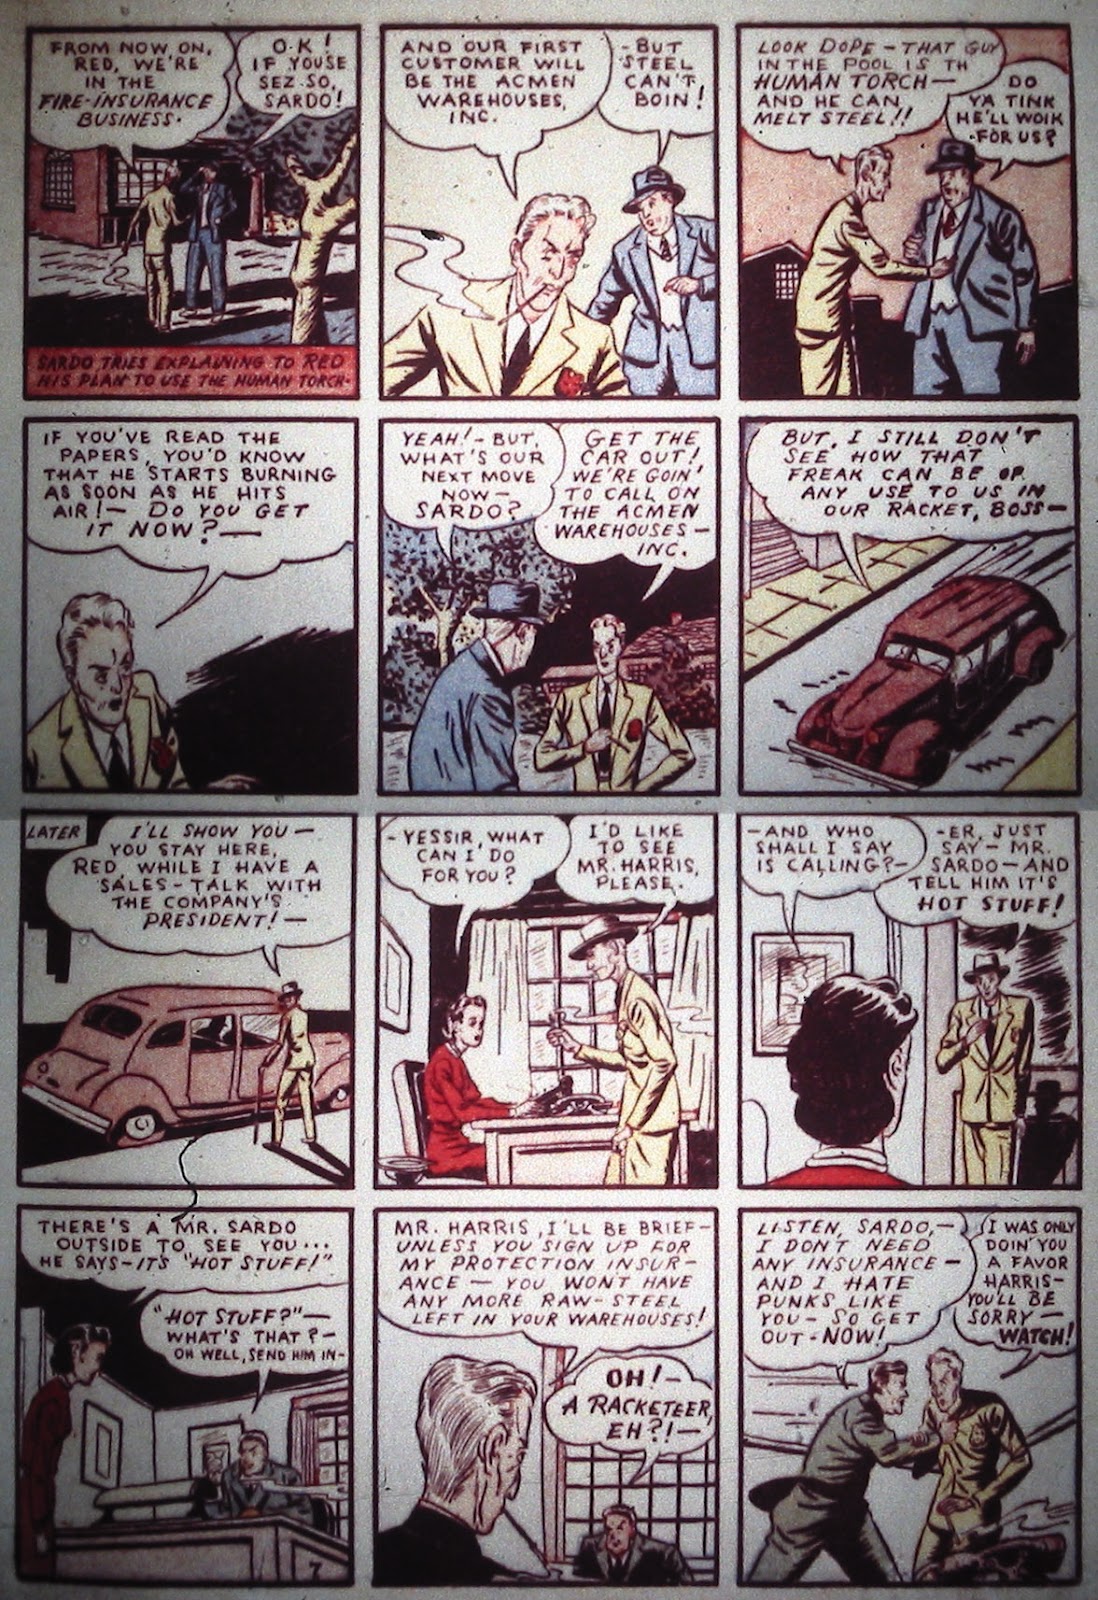 FROM NOW ON,
RED, WE'RE
IN THE
FIRE-INSURANCE
BUSINESS.
O.K!
IF YOUSE
SEZ-SO,
SARDO!
SARDO TRIES EXPLAINING TO RED
HIS PLAN TO USE THE HUMAN TORCH.
AND OUR FIRST
CUSTOMER WILL
BE THE ACMEN
WAREHOUSES,
INC.
-BUT
STEEL
CAN'T
BOIN!
LOOK DOPE - THAT GUY
IN THE POOL IS TH
HUMAN TORCH-
AND HE CAN
MELT STEEL!!
DO
YA TINK
HE'LL WOIK
FOR US?
IF YOU'VE READ THE
PAPERS, YOU'D KNOW
THAT HE STARTS BURNING
AS SOON AS HE HITS
AIR!- DO YOU GET
IT NOW?-
YEAH!- BUT,
WHAT'S OUR
NEXT MOVE
NOW-
SARDO?
GET THE
CAR OUT!
WE'RE GOIN'
TO CALL ON
THE ACMEN
WAREHOUSES-
INC.
BUT, I STILL DON'T
SEE HOW THAT
FREAK CAN BE OF
ANY USE TO US IN
OUR RACKET, BOSS-
LATER
I'LL SHOW YOU-
YOU STAY HERE,
RED, WHILE I HAVE A
SALES-TALK WITH
THE COMPANY'S
PRESIDENT!-
-YESSIR, WHAT
CAN I DO
FOR YOU?
I'D LIKE
TO SEE
MR. HARRIS,
PLEASE.
-AND WHO
SHALL I SAY
IS CALLING?-
-ER, JUST
SAY - MR.
SARDO-AND
TELL HIM IT'S
HOT STUFF!
THERE'S A MR. SARDO
OUTSIDE TO SEE YOU...
HE SAYS-IT'S "HOT STUFF!"
"HOT STUFF?"-
WHAT'S THAT?-
OH WELL, SEND HIM IN-
7
MR. HARRIS, I'LL BE BRIEF-
UNLESS YOU SIGN UP FOR
MY PROTECTION INSUR-
ANCE - YOU WON'T HAVE
ANY MORE RAW-STEEL
LEFT IN YOUR WAREHOUSES!
OH!-
A RACKETEER,
EH?!-
LISTEN, SARDO,-
I DON'T NEED
ANY INSURANCE-
AND I HATE
PUNKS LIKE
YOU- SO GET
OUT-NOW!
I WAS ONLY
DOIN' YOU
A FAVOR
HARRIS-
YOU'LL BE
SORRY-
WATCH!